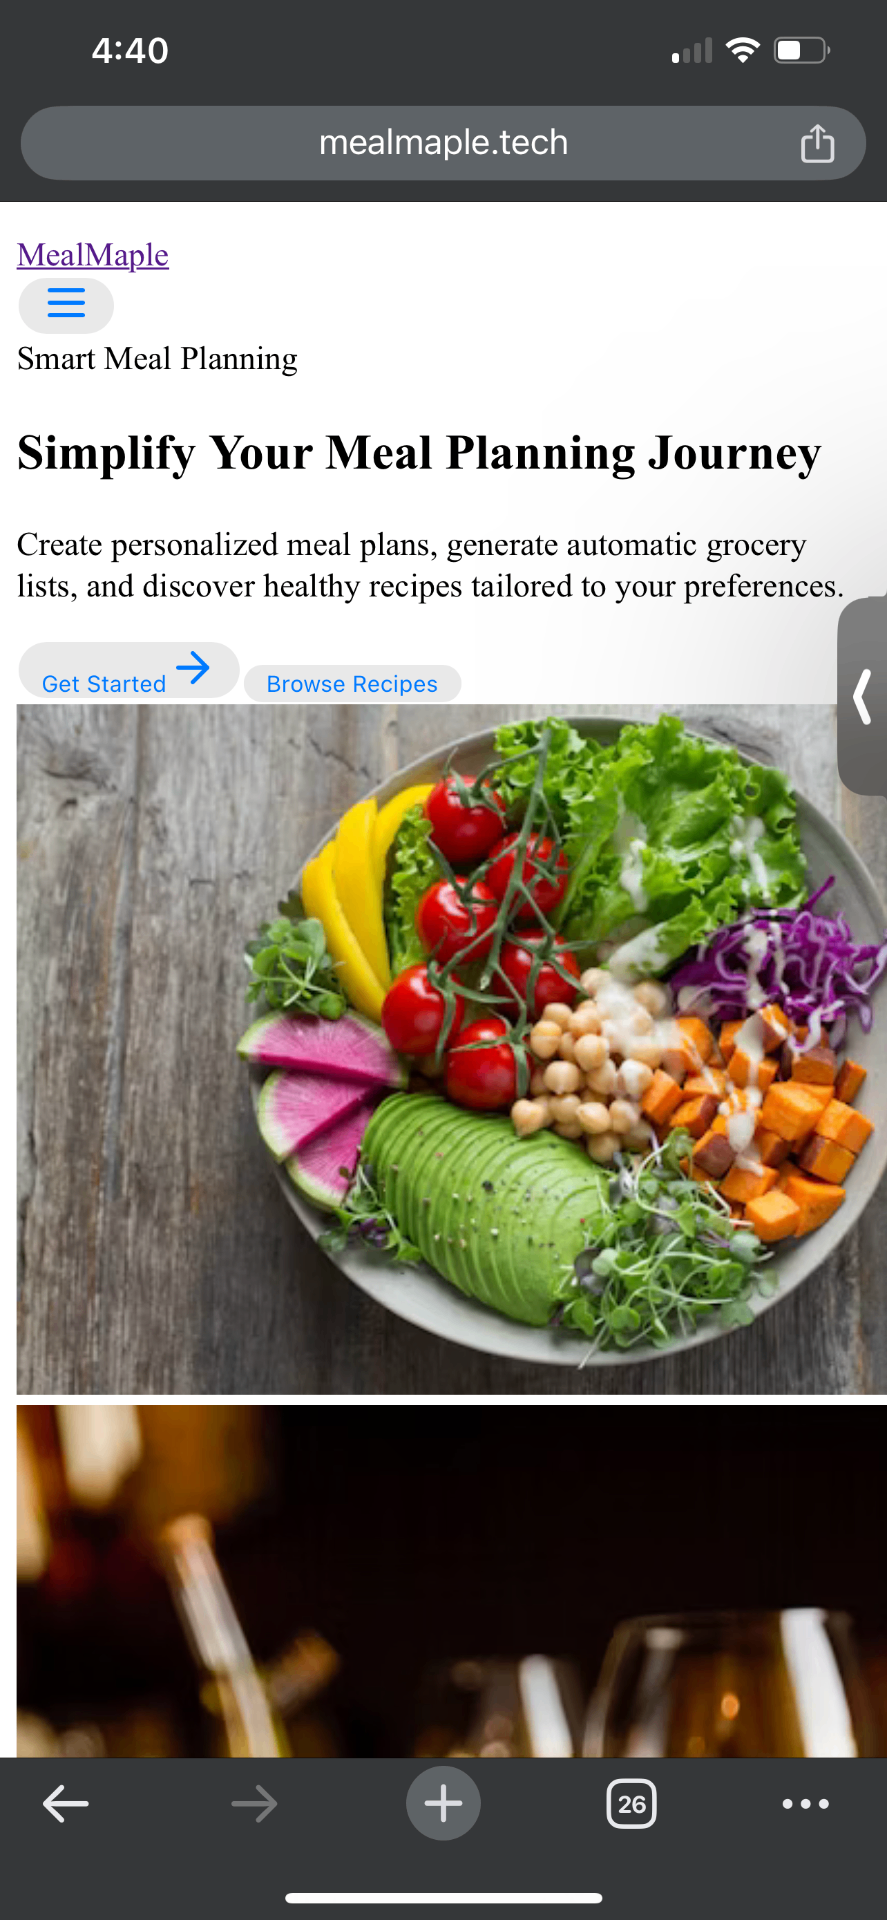 4:40
mealmaple.tech
MealMaple
Smart Meal Planning
Simplify Your Meal Planning Journey
Create personalized meal plans, generate automatic grocery
lists, and discover healthy recipes tailored to your preferences.
Get Started
Browse Recipes
26